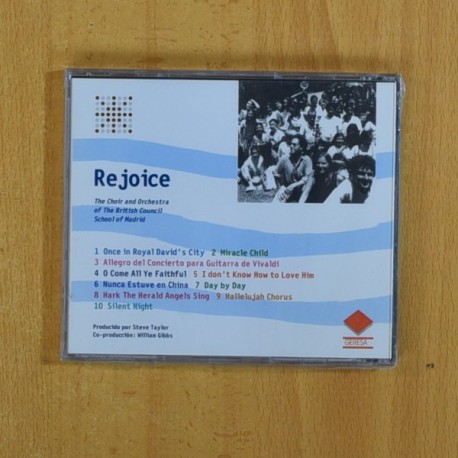 Rejoice
The Choir and Orchestra
of The British Council
School of Madrid
1 Once in Royal David's City 2 Miracle Child
3 Allegro del Concierto para Guitarra de Vivaldi
4 O Come All Ye Faithful 5 I don't Know How to Love Him
6 Nunca Estuve en China 7 Day by Day
8 Hark The Herald Angels Sing 9 Hallelujah Chorus
10 Silent Night
Producido por Steve Taylor
Co-producción: William Gibbs
GERESA